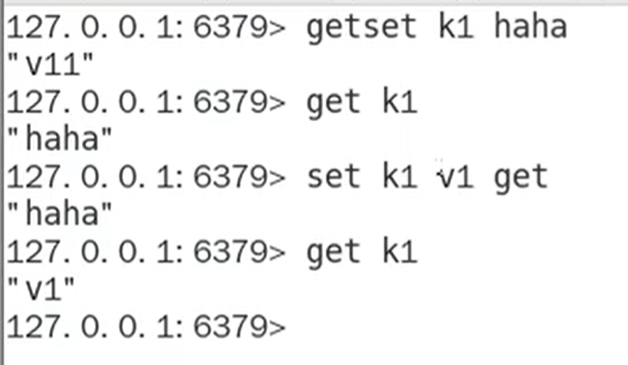 127.0.0.1:6379> getset k1 haha
"v11"
127.0.0.1:6379> get k1
"haha"
127.0.0.1:6379> set k1 v1 get
"haha"
127.0.0.1:6379> get k1
"v1"
127.0.0.1:6379>